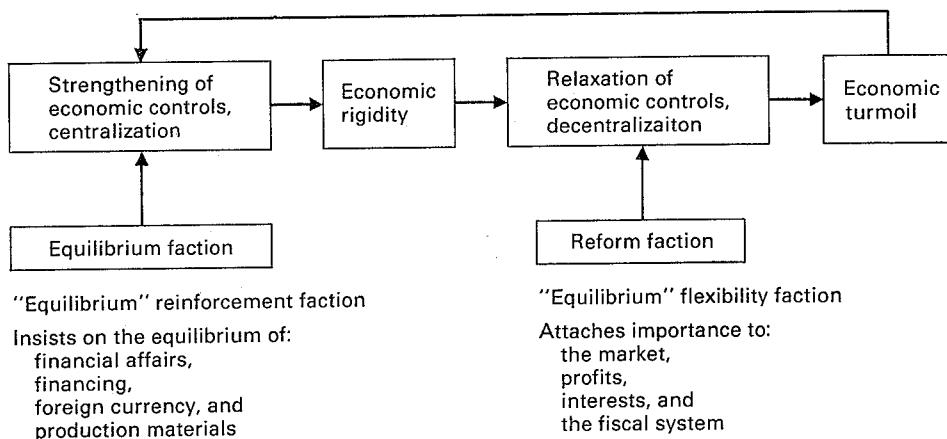 Strengthening of
economic controls,
centralization
Economic
rigidity
Relaxation of
economic controls,
decentralizaiton
Economic
turmoil
Equilibrium faction
Reform faction
"Equilibrium" reinforcement faction
Insists on the equilibrium of:
financial affairs,
financing,
foreign currency, and
production materials
"Equilibrium" flexibility faction
Attaches importance to:
the market,
profits,
interests, and
the fiscal system